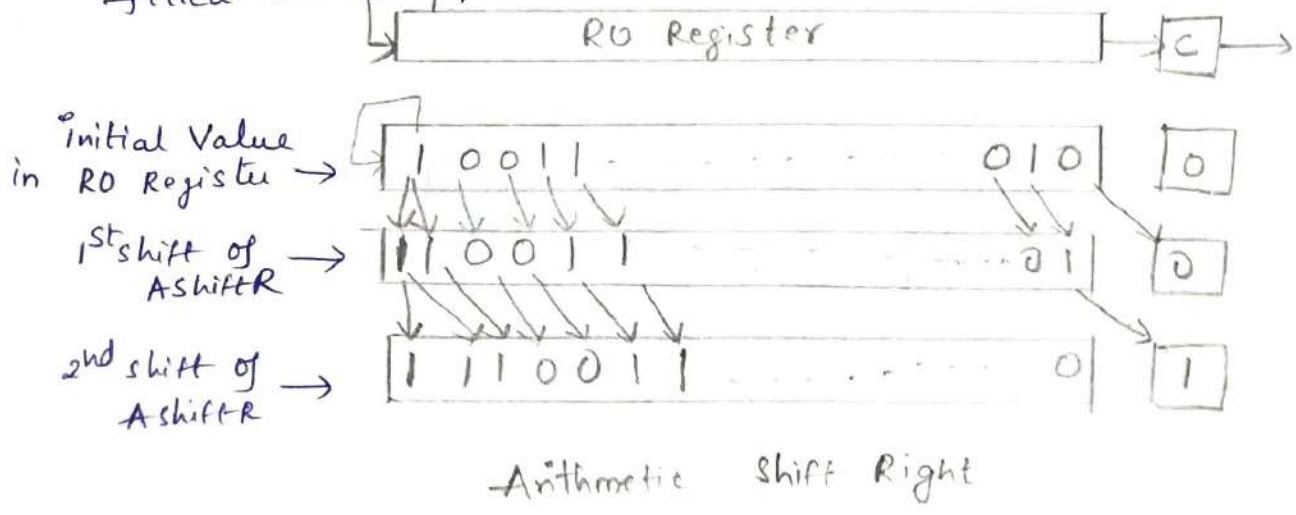 R0 Register C
initial Value
in R0 Register → 1 0 0 1 1 . . . . 0 1 0 0
1st shift of
AShiftR → 1 1 0 0 1 1 ....... 0 1 0
2nd shift of
AshiftR → 1 1 1 0 0 1 1 ....... 0 1
Arithmetic Shift Right